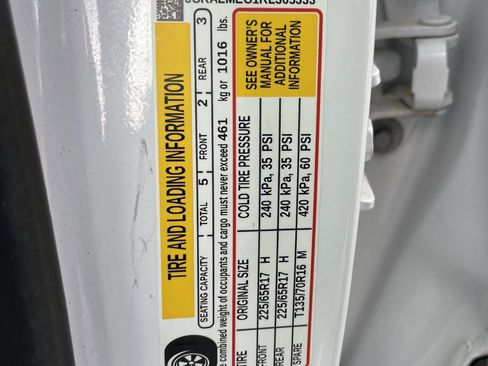 TIRE AND LOADING INFORMATION
SEATING CAPACITY TOTAL 5 FRONT 2 REAR 3
combined weight of occupants and cargo must never exceed 461 kg or 1016 lbs.
TIRE ORIGINAL SIZE COLD TIRE PRESSURE
FRONT 225/65R17 H 240 kPa, 35 PSI
REAR 225/65R17 H 240 kPa, 35 PSI
SPARE T135/70R16 M 420 kPa, 60 PSI
SEE OWNER'S
MANUAL FOR
ADDITIONAL
INFORMATION